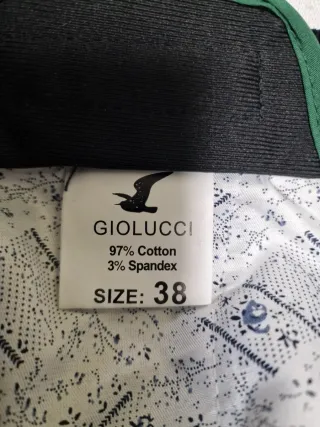 GIOLUCCI
97% Cotton
3% Spandex
SIZE: 38